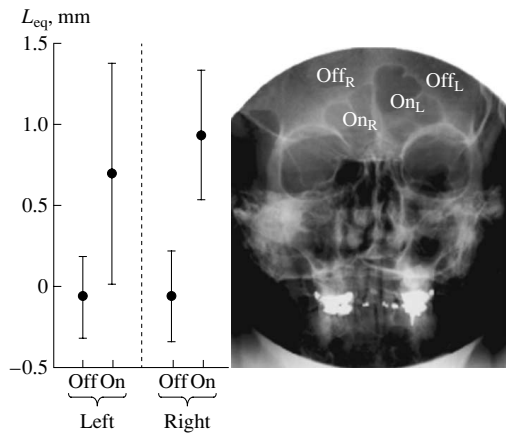 L_eq, mm
1.5
1.0
0.5
0
−0.5
Off On Off On
Left Right
Off_R Off_L
On_L
On_R